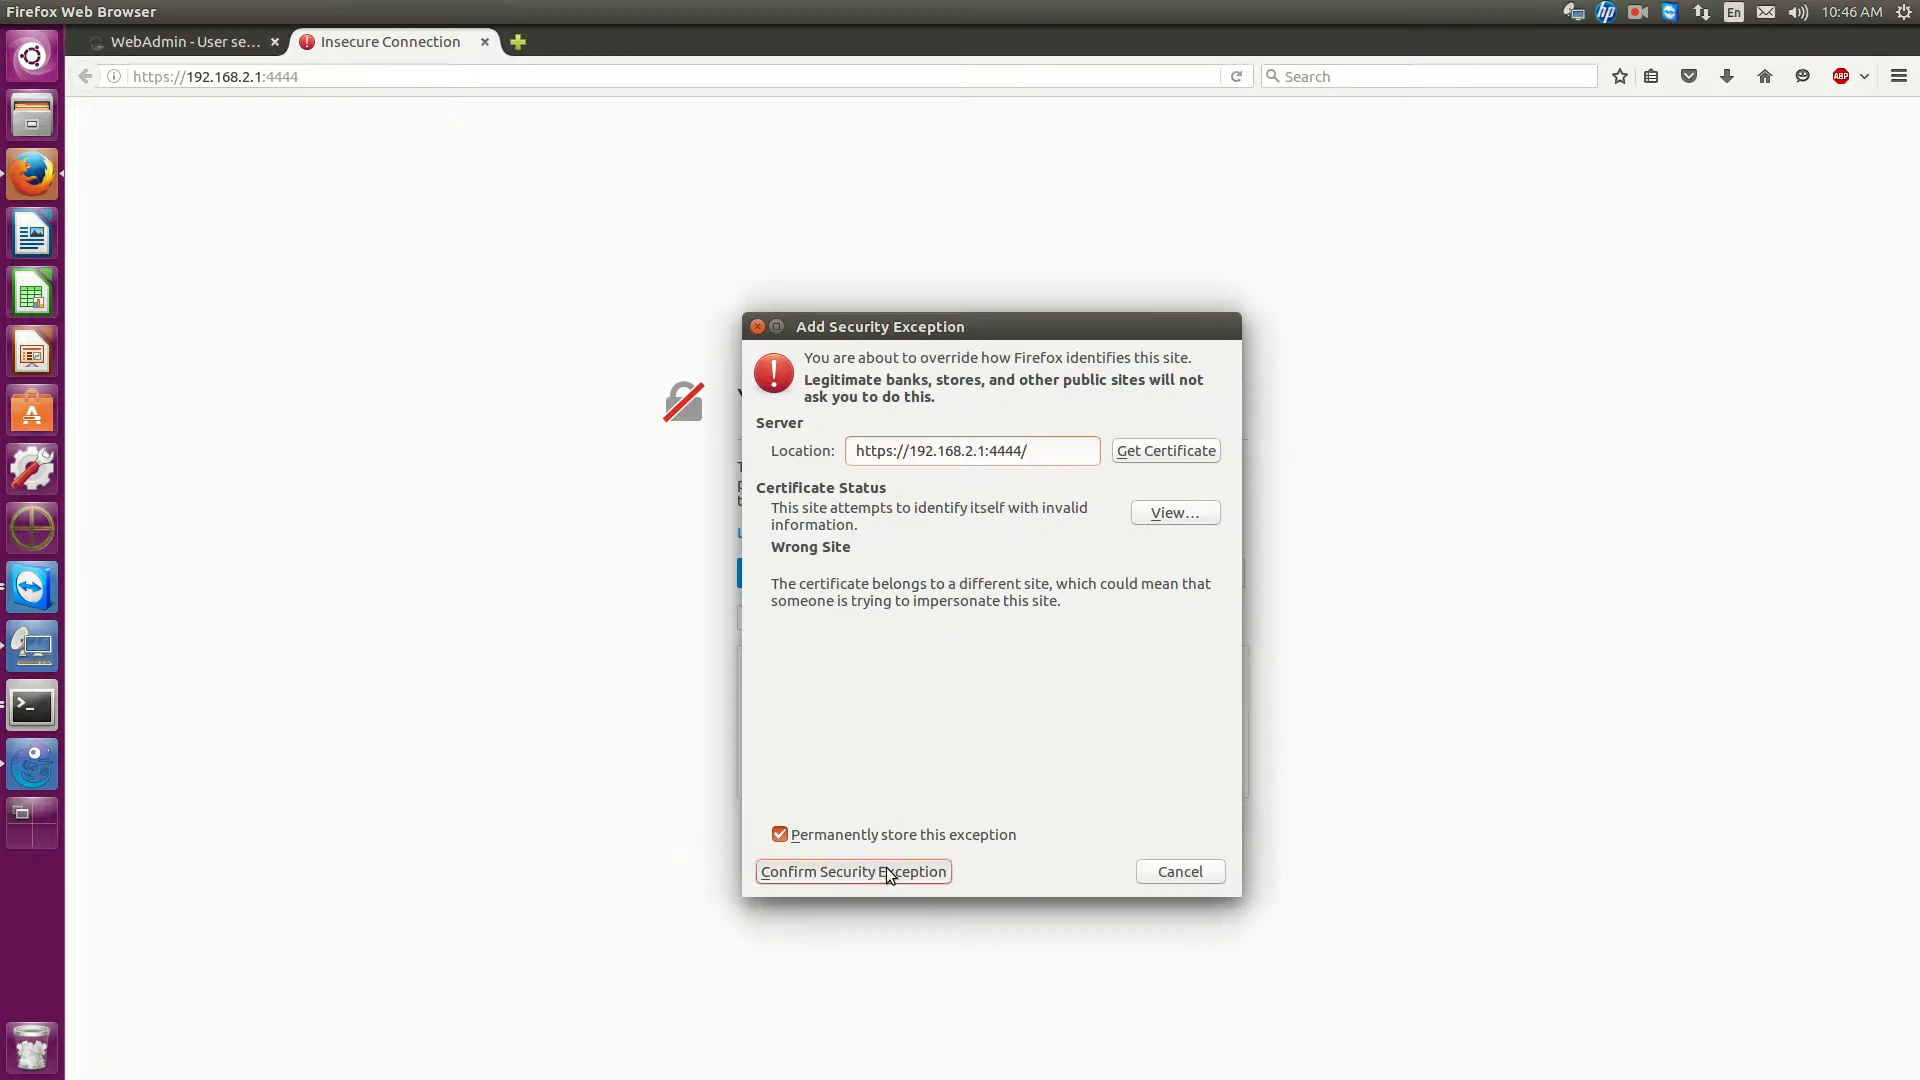 Firefox Web Browser
hp
En
10:46 AM
WebAdmin - User se...
Insecure Connection
https://192.168.2.1:4444
Search
ABP
Add Security Exception
You are about to override how Firefox identifies this site.
Legitimate banks, stores, and other public sites will not
ask you to do this.
Server
Location:
https://192.168.2.1:4444/
Get Certificate
Certificate Status
This site attempts to identify itself with invalid
information.
View...
Wrong Site
The certificate belongs to a different site, which could mean that
someone is trying to impersonate this site.
Permanently store this exception
Confirm Security Exception
Cancel